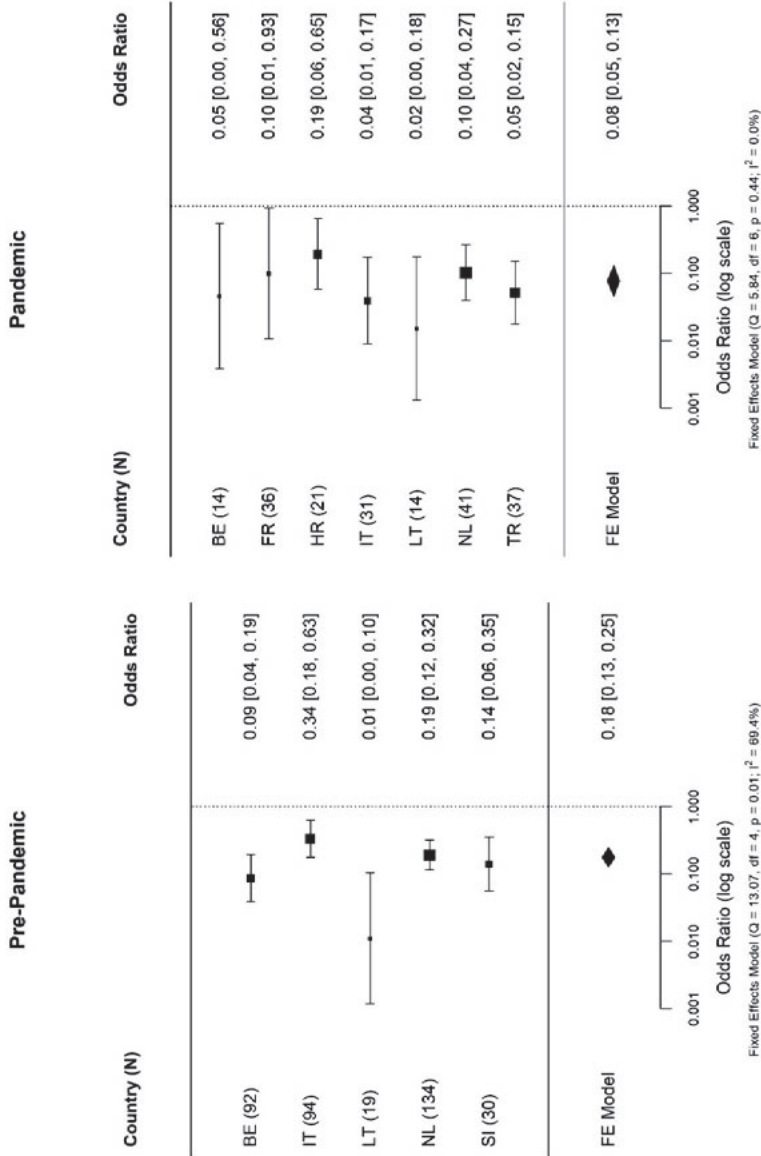 Pre-Pandemic
Country (N) Odds Ratio
BE (92) 0.09 [0.04, 0.19]
IT (94) 0.34 [0.18, 0.63]
LT (19) 0.01 [0.00, 0.10]
NL (134) 0.19 [0.12, 0.32]
SI (30) 0.14 [0.06, 0.35]
FE Model 0.18 [0.13, 0.25]
0.001 0.010 0.100 1.000
Odds Ratio (log scale)
Fixed Effects Model (Q = 13.07, df = 4, p = 0.01; I² = 69.4%)
Pandemic
Country (N) Odds Ratio
BE (14) 0.05 [0.00, 0.56]
FR (36) 0.10 [0.01, 0.93]
HR (21) 0.19 [0.06, 0.65]
IT (31) 0.04 [0.01, 0.17]
LT (14) 0.02 [0.00, 0.18]
NL (41) 0.10 [0.04, 0.27]
TR (37) 0.05 [0.02, 0.15]
FE Model 0.08 [0.05, 0.13]
0.001 0.010 0.100 1.000
Odds Ratio (log scale)
Fixed Effects Model (Q = 5.84, df = 6, p = 0.44; I² = 0.0%)